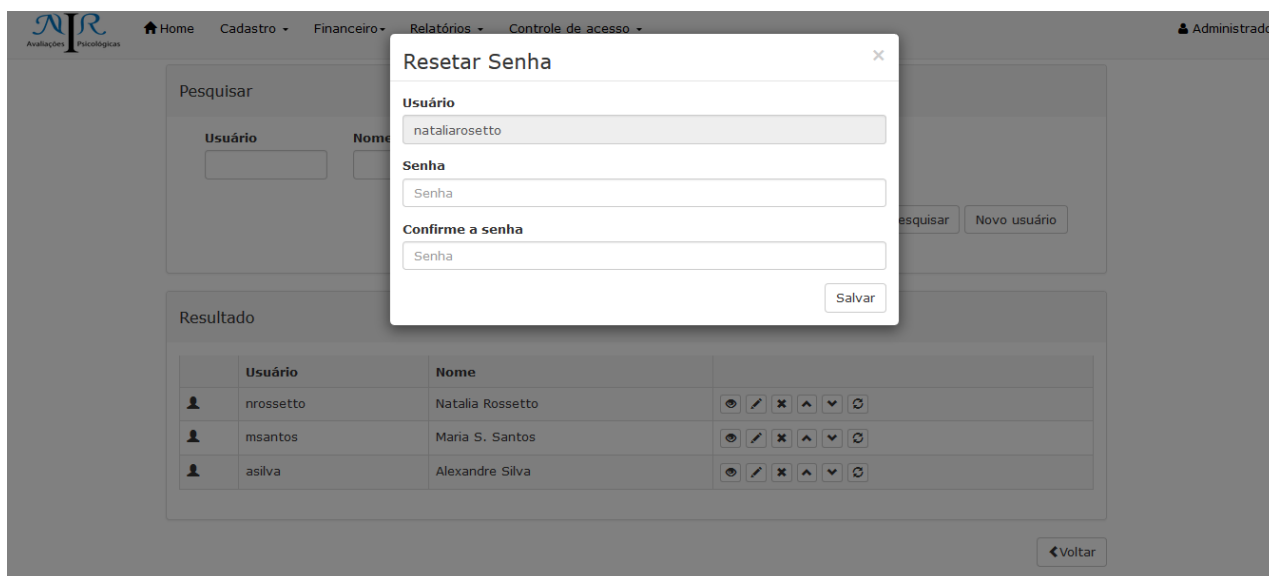 NIR
Avaliações Psicológicas
Home Cadastro Financeiro Relatórios Controle de acesso Administrado
Resetar Senha ×
Usuário
nataliarosetto
Senha
Senha
Confirme a senha
Senha
Salvar
Pesquisar
Usuário Nome
esquisar Novo usuário
Resultado
Usuário Nome
nrossetto Natalia Rossetto
msantos Maria S. Santos
asilva Alexandre Silva
Voltar